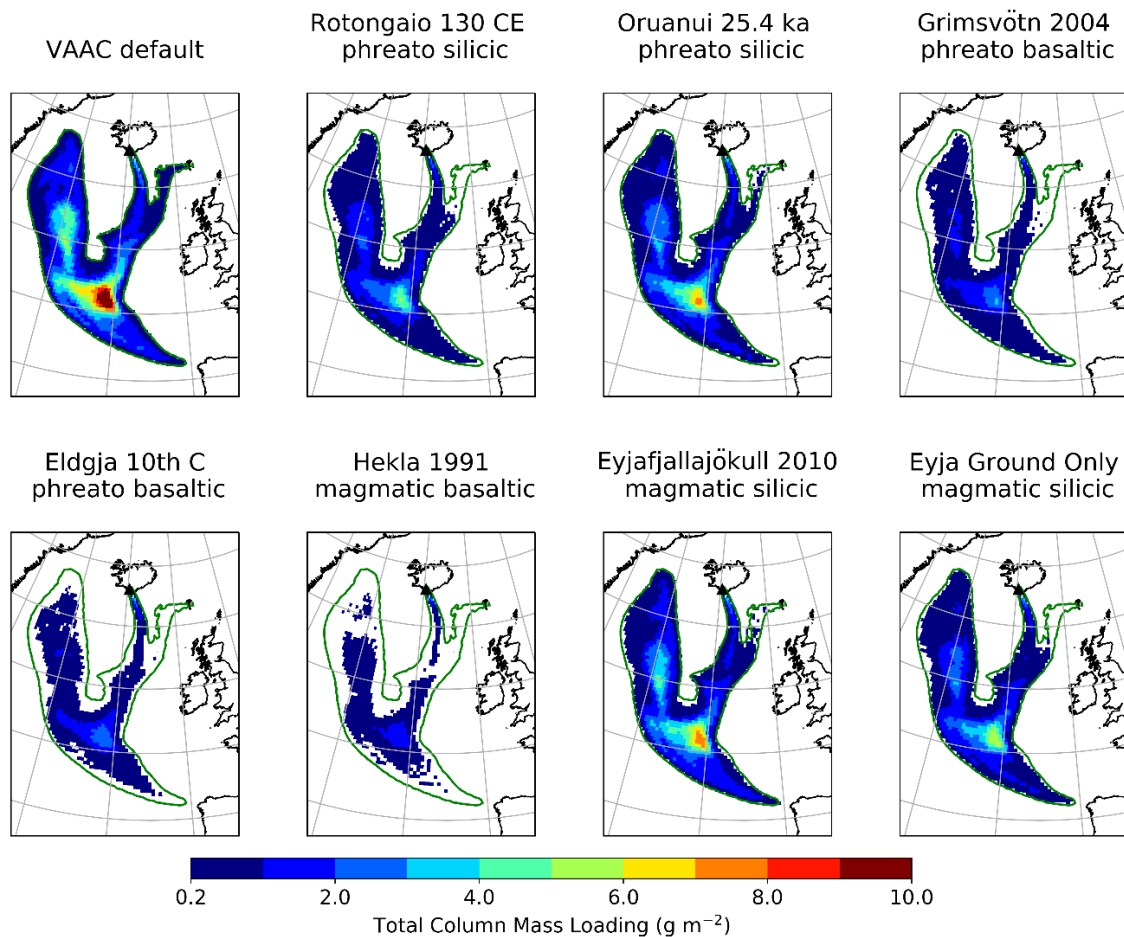 VAAC default
Rotongaio 130 CE
phreato silicic
Oruanui 25.4 ka
phreato silicic
Grimsvötn 2004
phreato basaltic
Eldgja 10th C
phreato basaltic
Hekla 1991
magmatic basaltic
Eyjafjallajökull 2010
magmatic silicic
Eyja Ground Only
magmatic silicic
0.2 2.0 4.0 6.0 8.0 10.0
Total Column Mass Loading (g m⁻²)